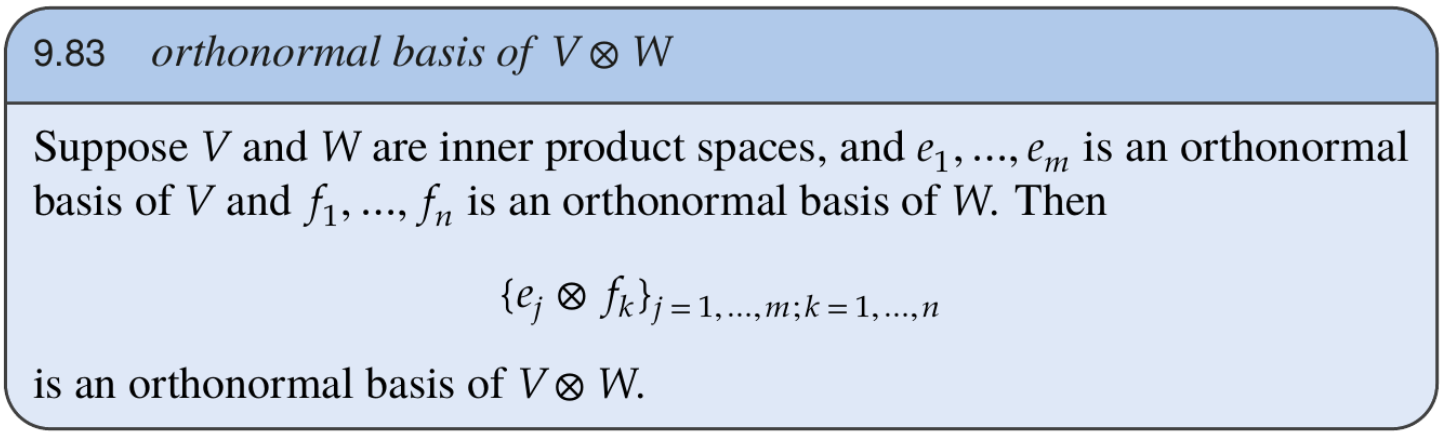 9.83 orthonormal basis of V ⊗ W
Suppose V and W are inner product spaces, and e₁, ..., eₘ is an orthonormal
basis of V and f₁, ..., fₙ is an orthonormal basis of W. Then
{eⱼ ⊗ fₖ}ⱼ = 1, ..., m; k = 1, ..., n
is an orthonormal basis of V ⊗ W.